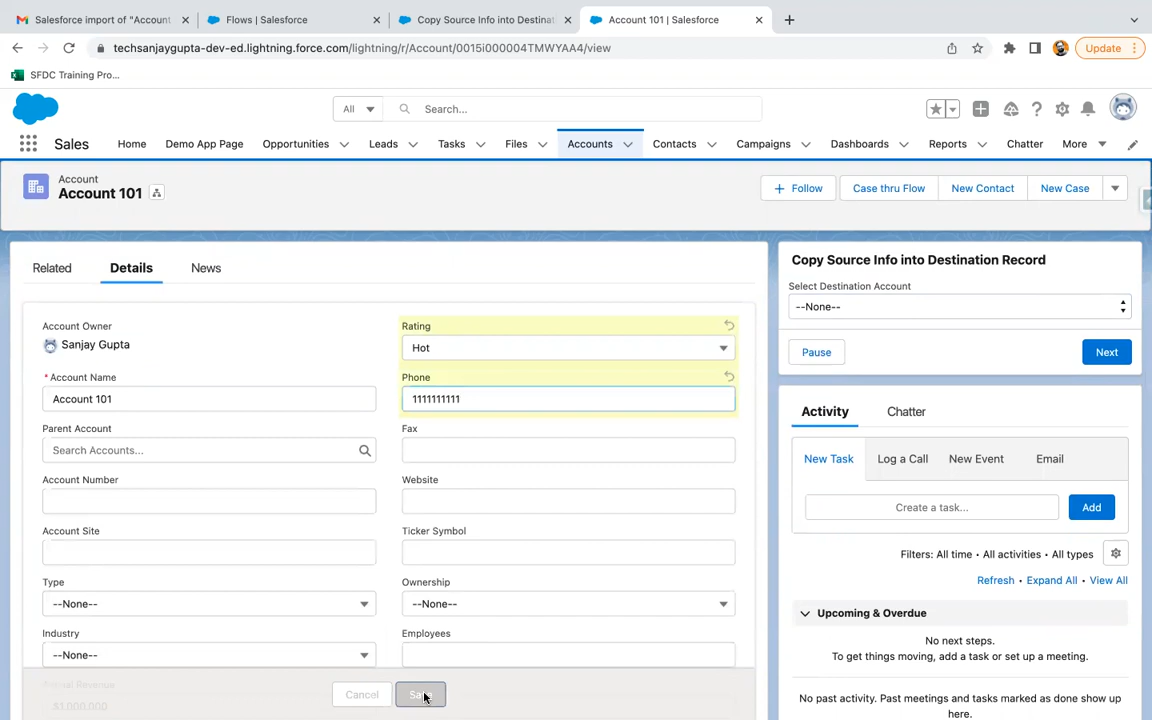 Salesforce import of "Account
Flows | Salesforce
Copy Source Info into Destinat
Account 101 | Salesforce
techsanjaygupta-dev-ed.lightning.force.com/lightning/r/Account/0015i000004TMWYAA4/view
Update
SFDC Training Pro...
All
Search...
Sales
Home
Demo App Page
Opportunities
Leads
Tasks
Files
Accounts
Contacts
Campaigns
Dashboards
Reports
Chatter
More
Account
Account 101
+ Follow
Case thru Flow
New Contact
New Case
Related
Details
News
Account Owner
Sanjay Gupta
Rating
Hot
* Account Name
Account 101
Phone
1111111111
Parent Account
Search Accounts...
Fax
Account Number
Website
Account Site
Ticker Symbol
Type
--None--
Ownership
--None--
Industry
--None--
Employees
Annual Revenue
$1,000,000
Cancel
Copy Source Info into Destination Record
Select Destination Account
--None--
Pause
Next
Activity
Chatter
New Task
Log a Call
New Event
Email
Create a task...
Add
Filters: All time • All activities • All types
Refresh • Expand All • View All
Upcoming & Overdue
No next steps.
To get things moving, add a task or set up a meeting.
No past activity. Past meetings and tasks marked as done show up
here.